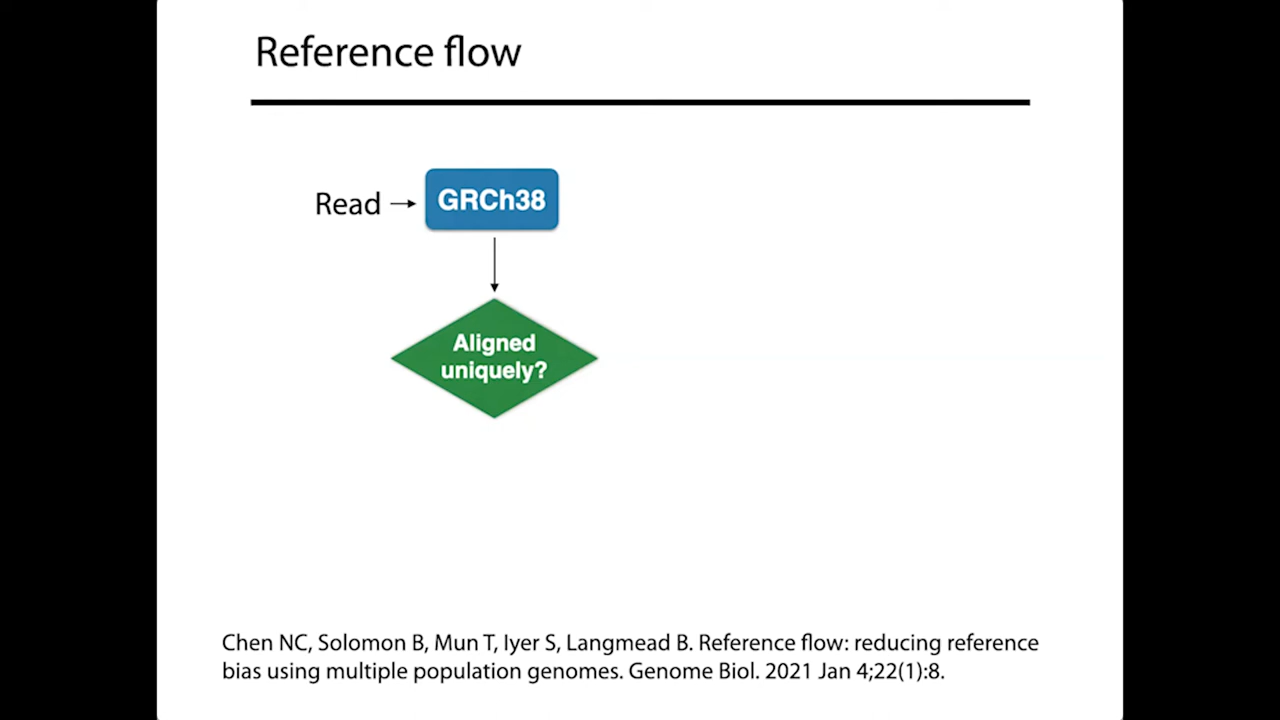 Reference flow
Read
GRCh38
Aligned
uniquely?
Chen NC, Solomon B, Mun T, Iyer S, Langmead B. Reference flow: reducing reference
bias using multiple population genomes. Genome Biol. 2021 Jan 4;22(1):8.